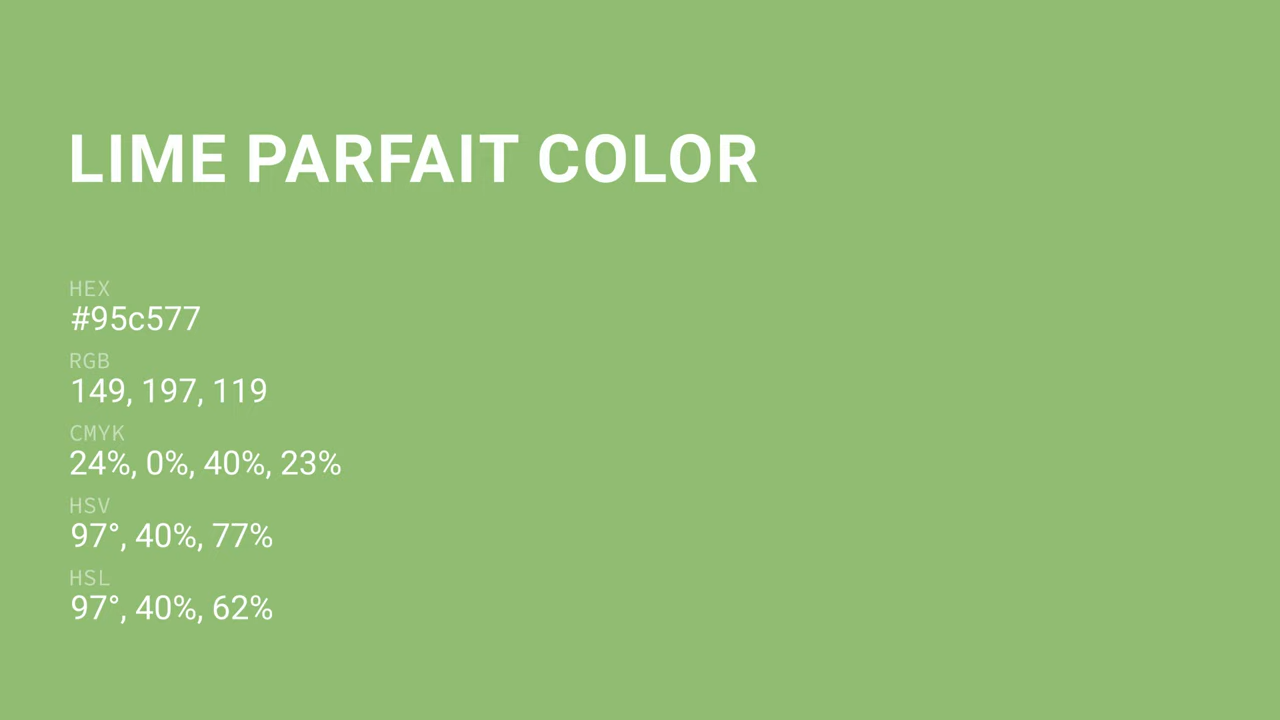 LIME PARFAIT COLOR
HEX
#95c577
RGB
149, 197, 119
CMYK
24%, 0%, 40%, 23%
HSV
97°, 40%, 77%
HSL
97°, 40%, 62%